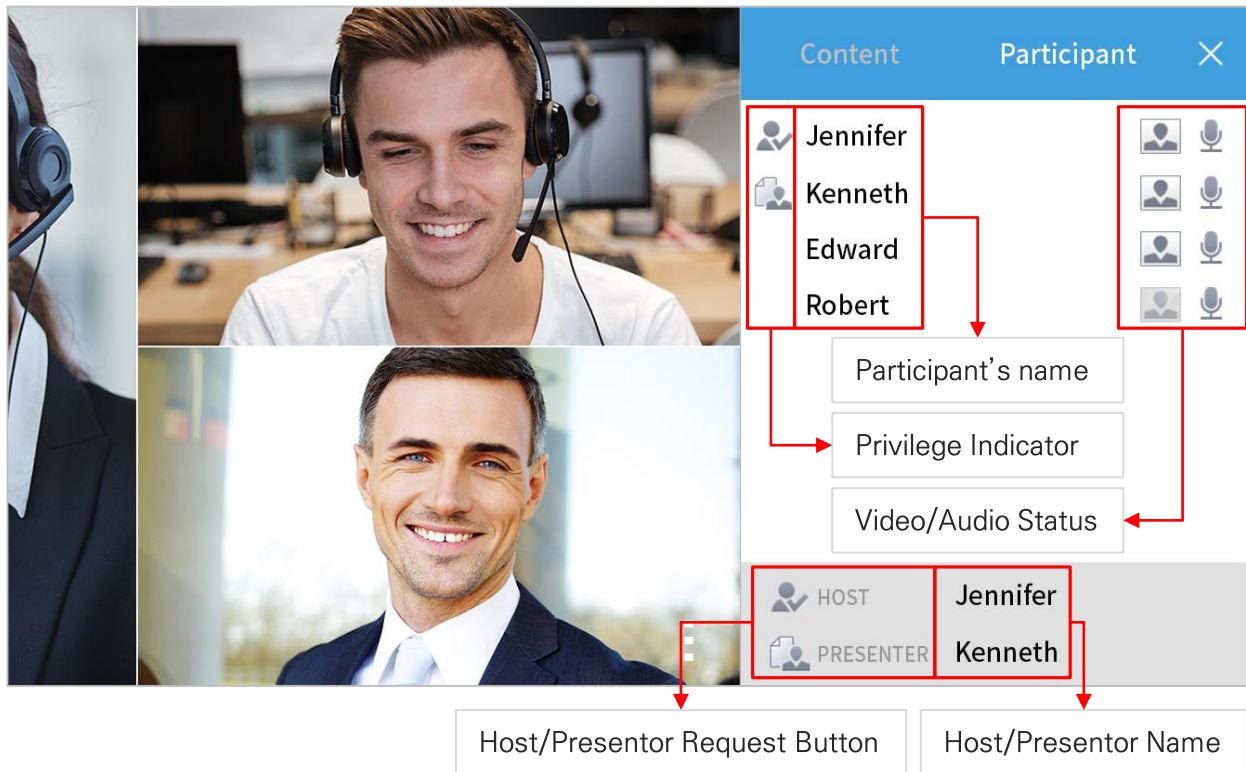 Content Participant
Jennifer
Kenneth
Edward
Robert
Participant's name
Privilege Indicator
Video/Audio Status
HOST Jennifer
PRESENTER Kenneth
Host/Presentor Request Button Host/Presentor Name